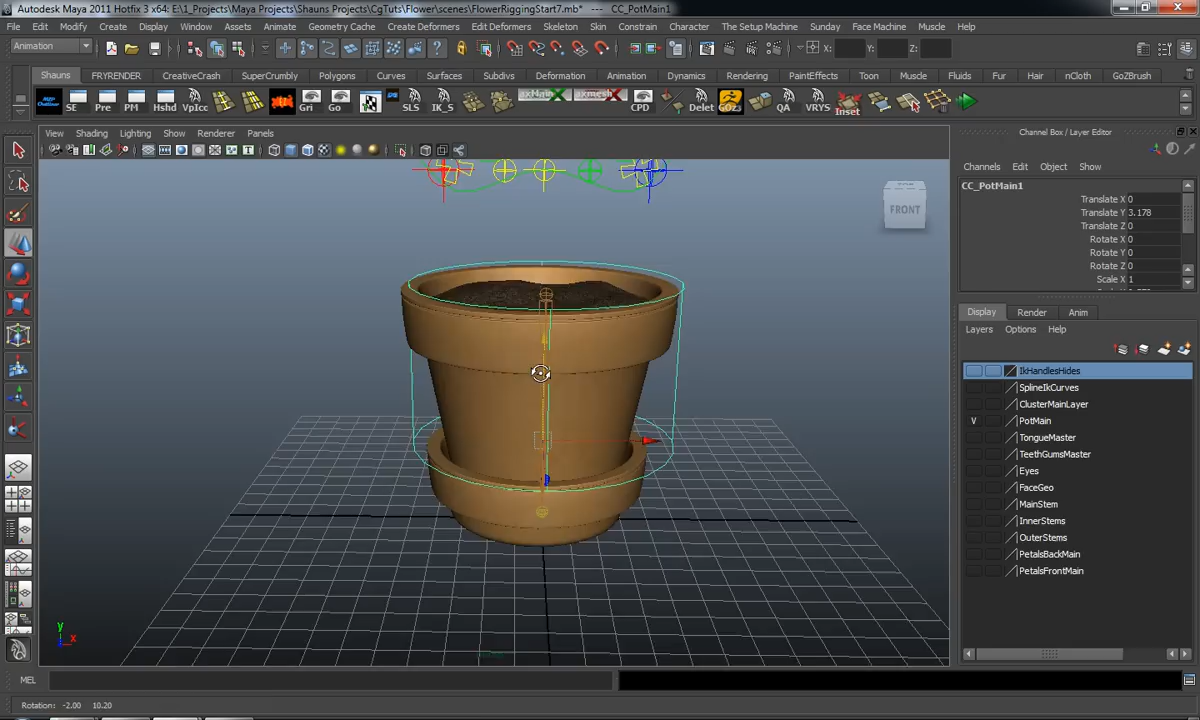 Autodesk Maya 2011 Hotfix 3 x64: E:\1_Projects\Maya Projects\Shauns Projects\CgTuts\Flower\scenes\FlowerRiggingStart7.mb* --- CC_PotMain1
File Edit Modify Create Display Window Assets Animate Geometry Cache Create Deformers Edit Deformers Skeleton Skin Constrain Character The Setup Machine Face Machine Muscle Help
Animation X: Y: Z:
Shauns FRYRENDER CreativeCrash SuperCrumbly Polygons Curves Surfaces Subdivs Deformation Animation Dynamics Rendering PaintEffects Toon Muscle Fluids Fur Hair nCloth GoZBrush
SE Pre PM Hshd VpIcc Gri Go SLS IK_S CPD Delet GOZs QA VRYS Inset
View Shading Lighting Show Renderer Panels
Channel Box / Layer Editor
Channels Edit Object Show
CC_PotMain1
Translate X 0
Translate Y 3.178
Translate Z 0
Rotate X 0
Rotate Y 0
Rotate Z 0
Scale X 1
FRONT
Display Render Anim
Layers Options Help
IkHandlesHides
SplineIkCurves
ClusterMainLayer
V PotMain
TongueMaster
TeethGumsMaster
Eyes
FaceGeo
MainStem
InnerStems
OuterStems
PetalsBackMain
PetalsFrontMain
y
x
MEL
Rotation: -2.00 10.20